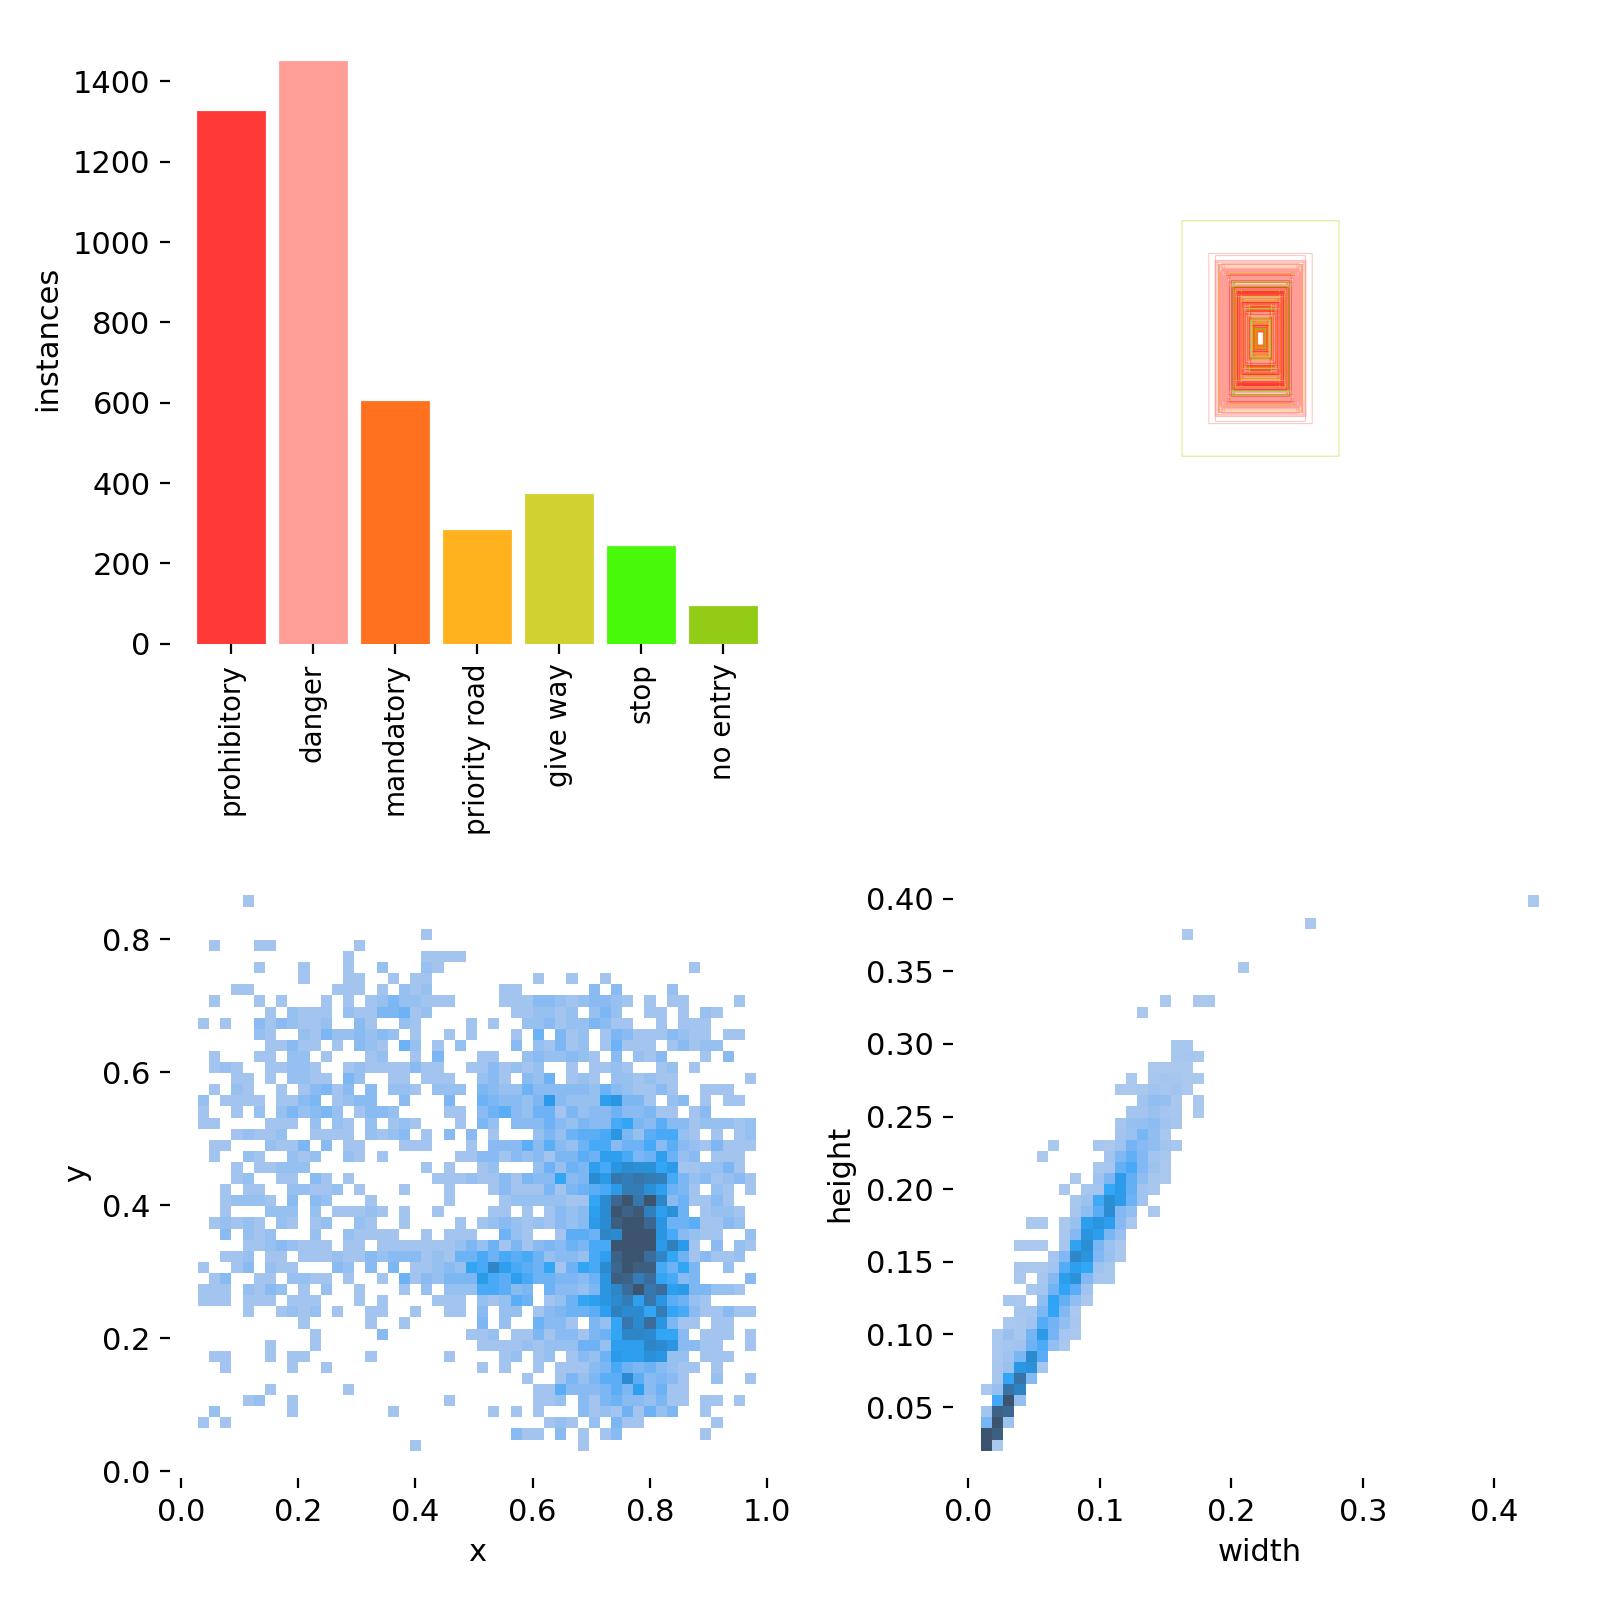 1400
1200
1000
800
600
400
200
0
instances
prohibitory
danger
mandatory
priority road
give way
stop
no entry
0.8
0.6
0.4
0.2
0.0
y
0.0 0.2 0.4 0.6 0.8 1.0
x
0.40
0.35
0.30
0.25
0.20
0.15
0.10
0.05
height
0.0 0.1 0.2 0.3 0.4
width